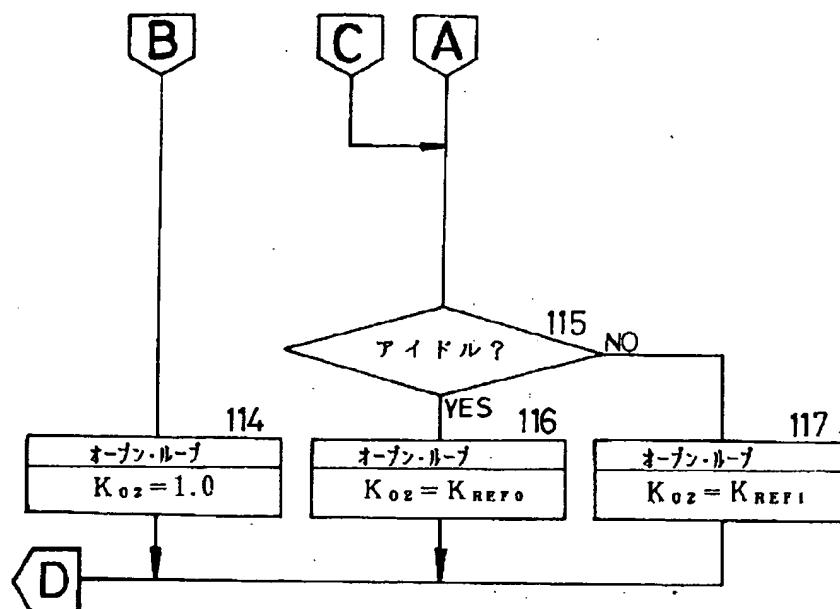 B
C
A
115
アイドル?
NO
YES
114
オープン・ループ
K02=1.0
116
オープン・ループ
K02=KREF0
117
オープン・ループ
K02=KREF1
D